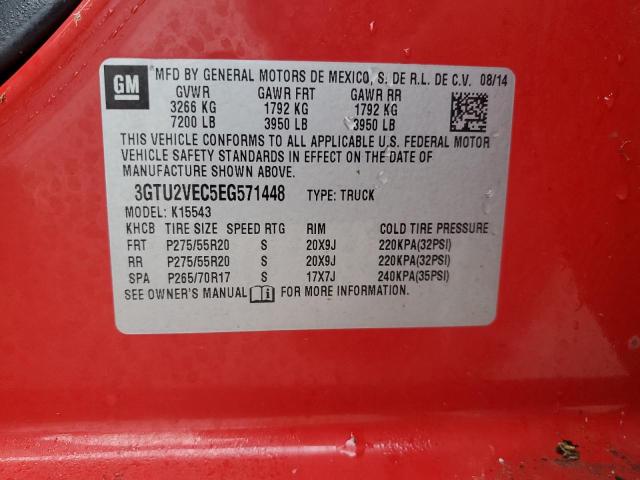 GM MFD BY GENERAL MOTORS DE MEXICO, S. DE R.L. DE C.V. 08/14
GVWR GAWR FRT GAWR RR
3266 KG 1792 KG 1792 KG
7200 LB 3950 LB 3950 LB
THIS VEHICLE CONFORMS TO ALL APPLICABLE U.S. FEDERAL MOTOR
VEHICLE SAFETY STANDARDS IN EFFECT ON THE DATE OF
MANUFACTURE SHOWN ABOVE.
3GTU2VEC5EG571448 TYPE: TRUCK
MODEL: K15543
KHCB TIRE SIZE SPEED RTG RIM COLD TIRE PRESSURE
FRT P275/55R20 S 20X9J 220KPA(32PSI)
RR P275/55R20 S 20X9J 220KPA(32PSI)
SPA P265/70R17 S 17X7J 240KPA(35PSI)
SEE OWNER'S MANUAL FOR MORE INFORMATION.